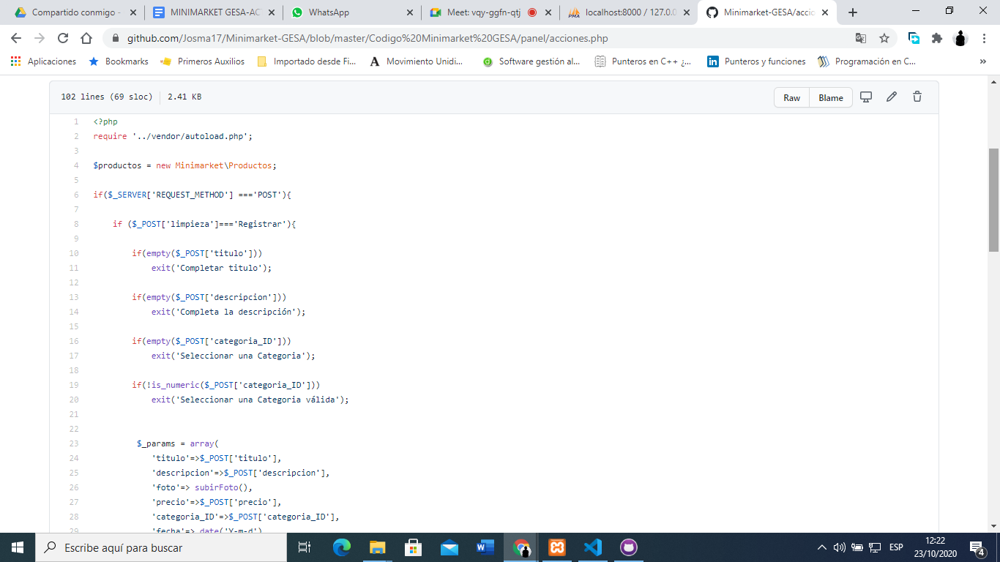 Compartido conmigo -
MINIMARKET GESA-AC
WhatsApp
Meet: vqy-ggfn-qtj
localhost:8000 / 127.0.0
Minimarket-GESA/accio
github.com/Josma17/Minimarket-GESA/blob/master/Codigo%20Minimarket%20GESA/panel/acciones.php
Aplicaciones
Bookmarks
Primeros Auxilios
Importado desde Fi...
Movimiento Unidi...
Software gestión al...
Punteros en C++ ¿...
Punteros y funciones
Programación en C...
»
102 lines (69 sloc) 2.41 KB
Raw
Blame
1 <?php
2 require '../vendor/autoload.php';
3
4 $productos = new Minimarket\Productos;
5
6 if($_SERVER['REQUEST_METHOD'] ==='POST'){
7
8 if ($_POST['limpieza']==='Registrar'){
9
10 if(empty($_POST['titulo']))
11 exit('Completar titulo');
12
13 if(empty($_POST['descripcion']))
14 exit('Completa la descripción');
15
16 if(empty($_POST['categoria_ID']))
17 exit('Seleccionar una Categoria');
18
19 if(!is_numeric($_POST['categoria_ID']))
20 exit('Seleccionar una Categoria válida');
21
22
23 $_params = array(
24 'titulo'=>$_POST['titulo'],
25 'descripcion'=>$_POST['descripcion'],
26 'foto'=> subirFoto(),
27 'precio'=>$_POST['precio'],
28 'categoria_ID'=>$_POST['categoria_ID'],
29 'fecha'=> date('Y-m-d')
Escribe aquí para buscar
ESP
12:22
23/10/2020
4